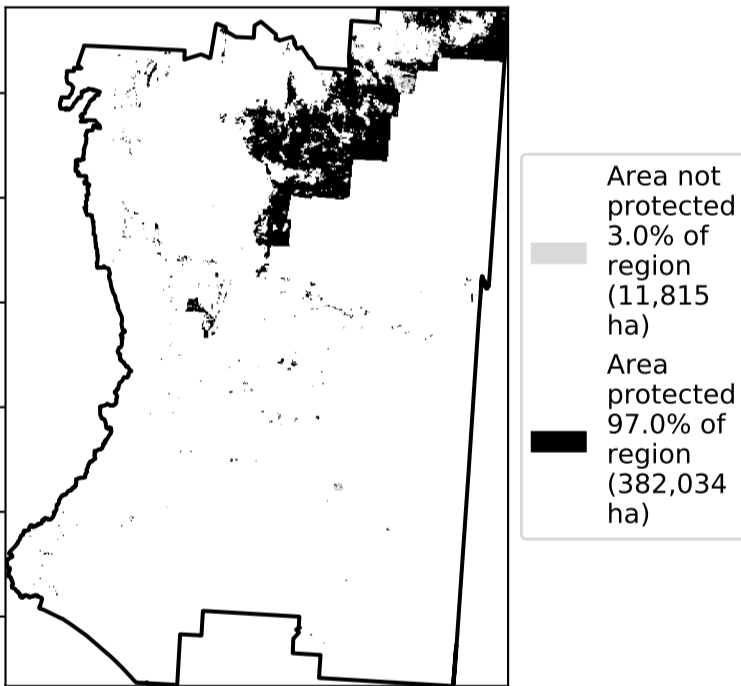 Area not
protected
3.0% of
region
(11,815
ha)
Area
protected
97.0% of
region
(382,034
ha)